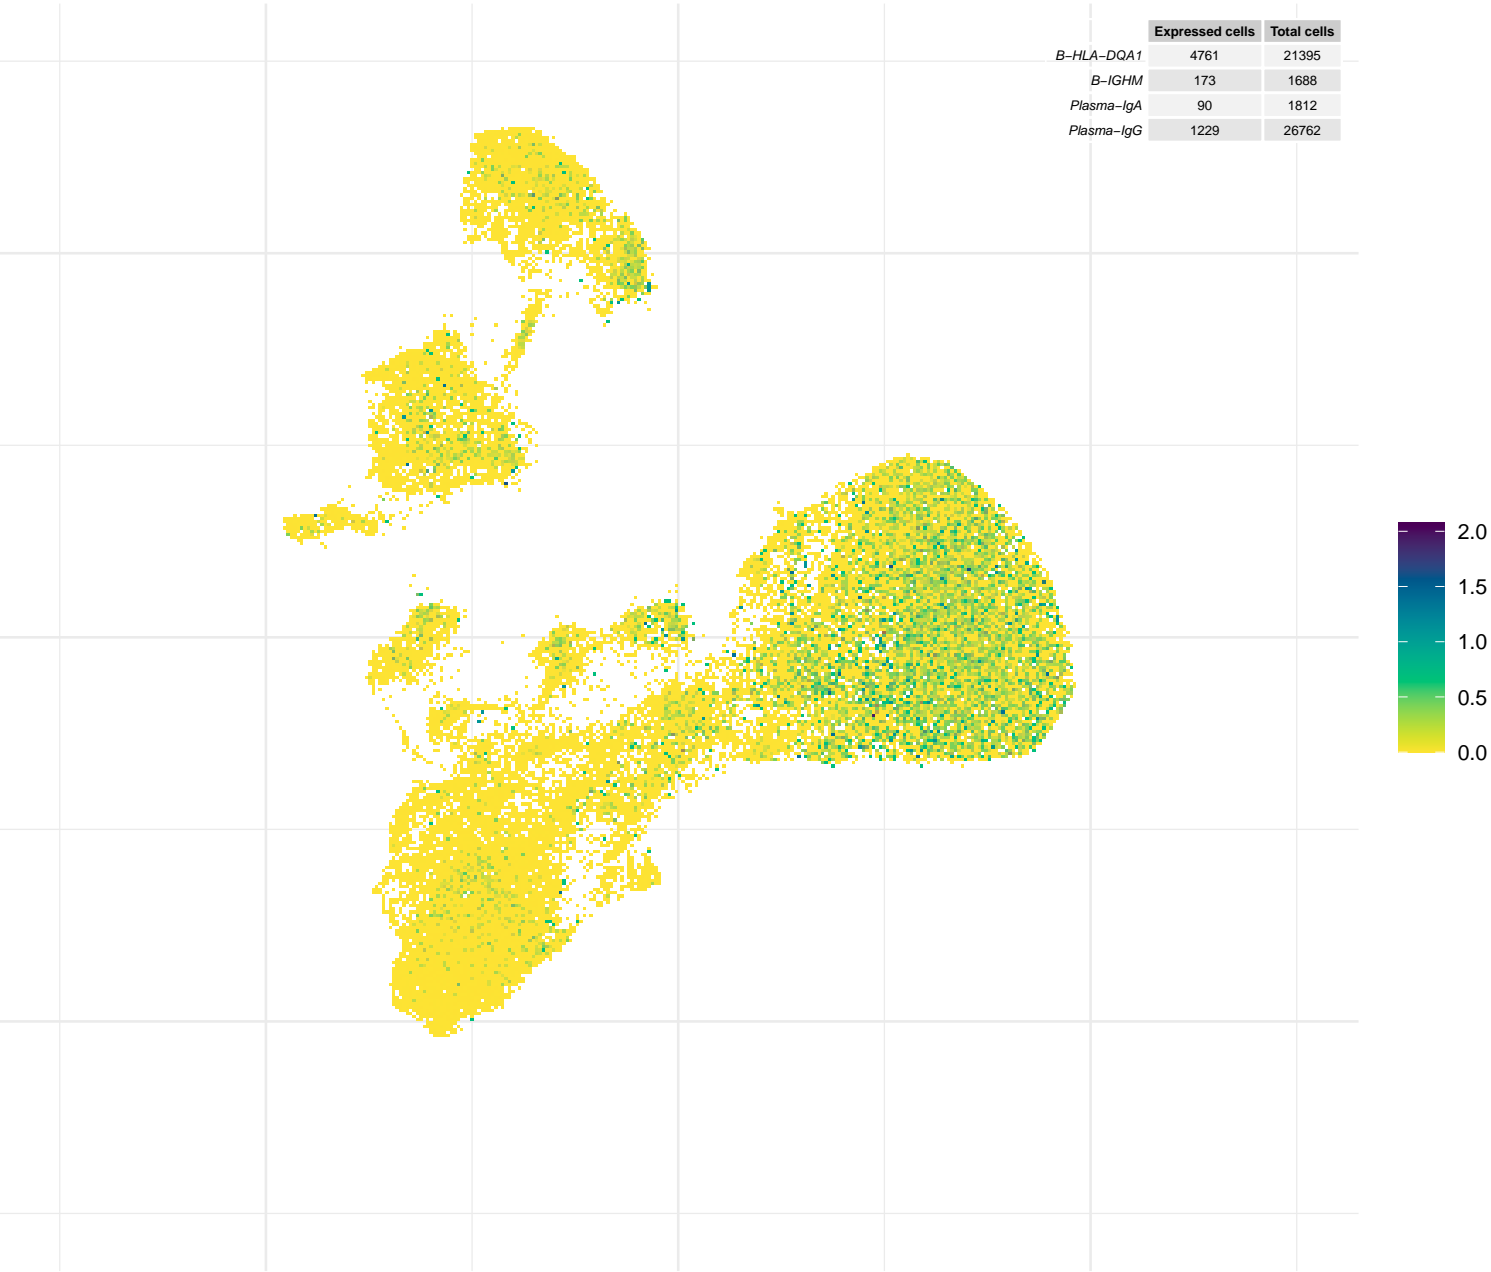 Expressed cells Total cells
B−HLA−DQA1 4761 21395
B−IGHM 173 1688
Plasma−IgA 90 1812
Plasma−IgG 1229 26762
2.0
1.5
1.0
0.5
0.0